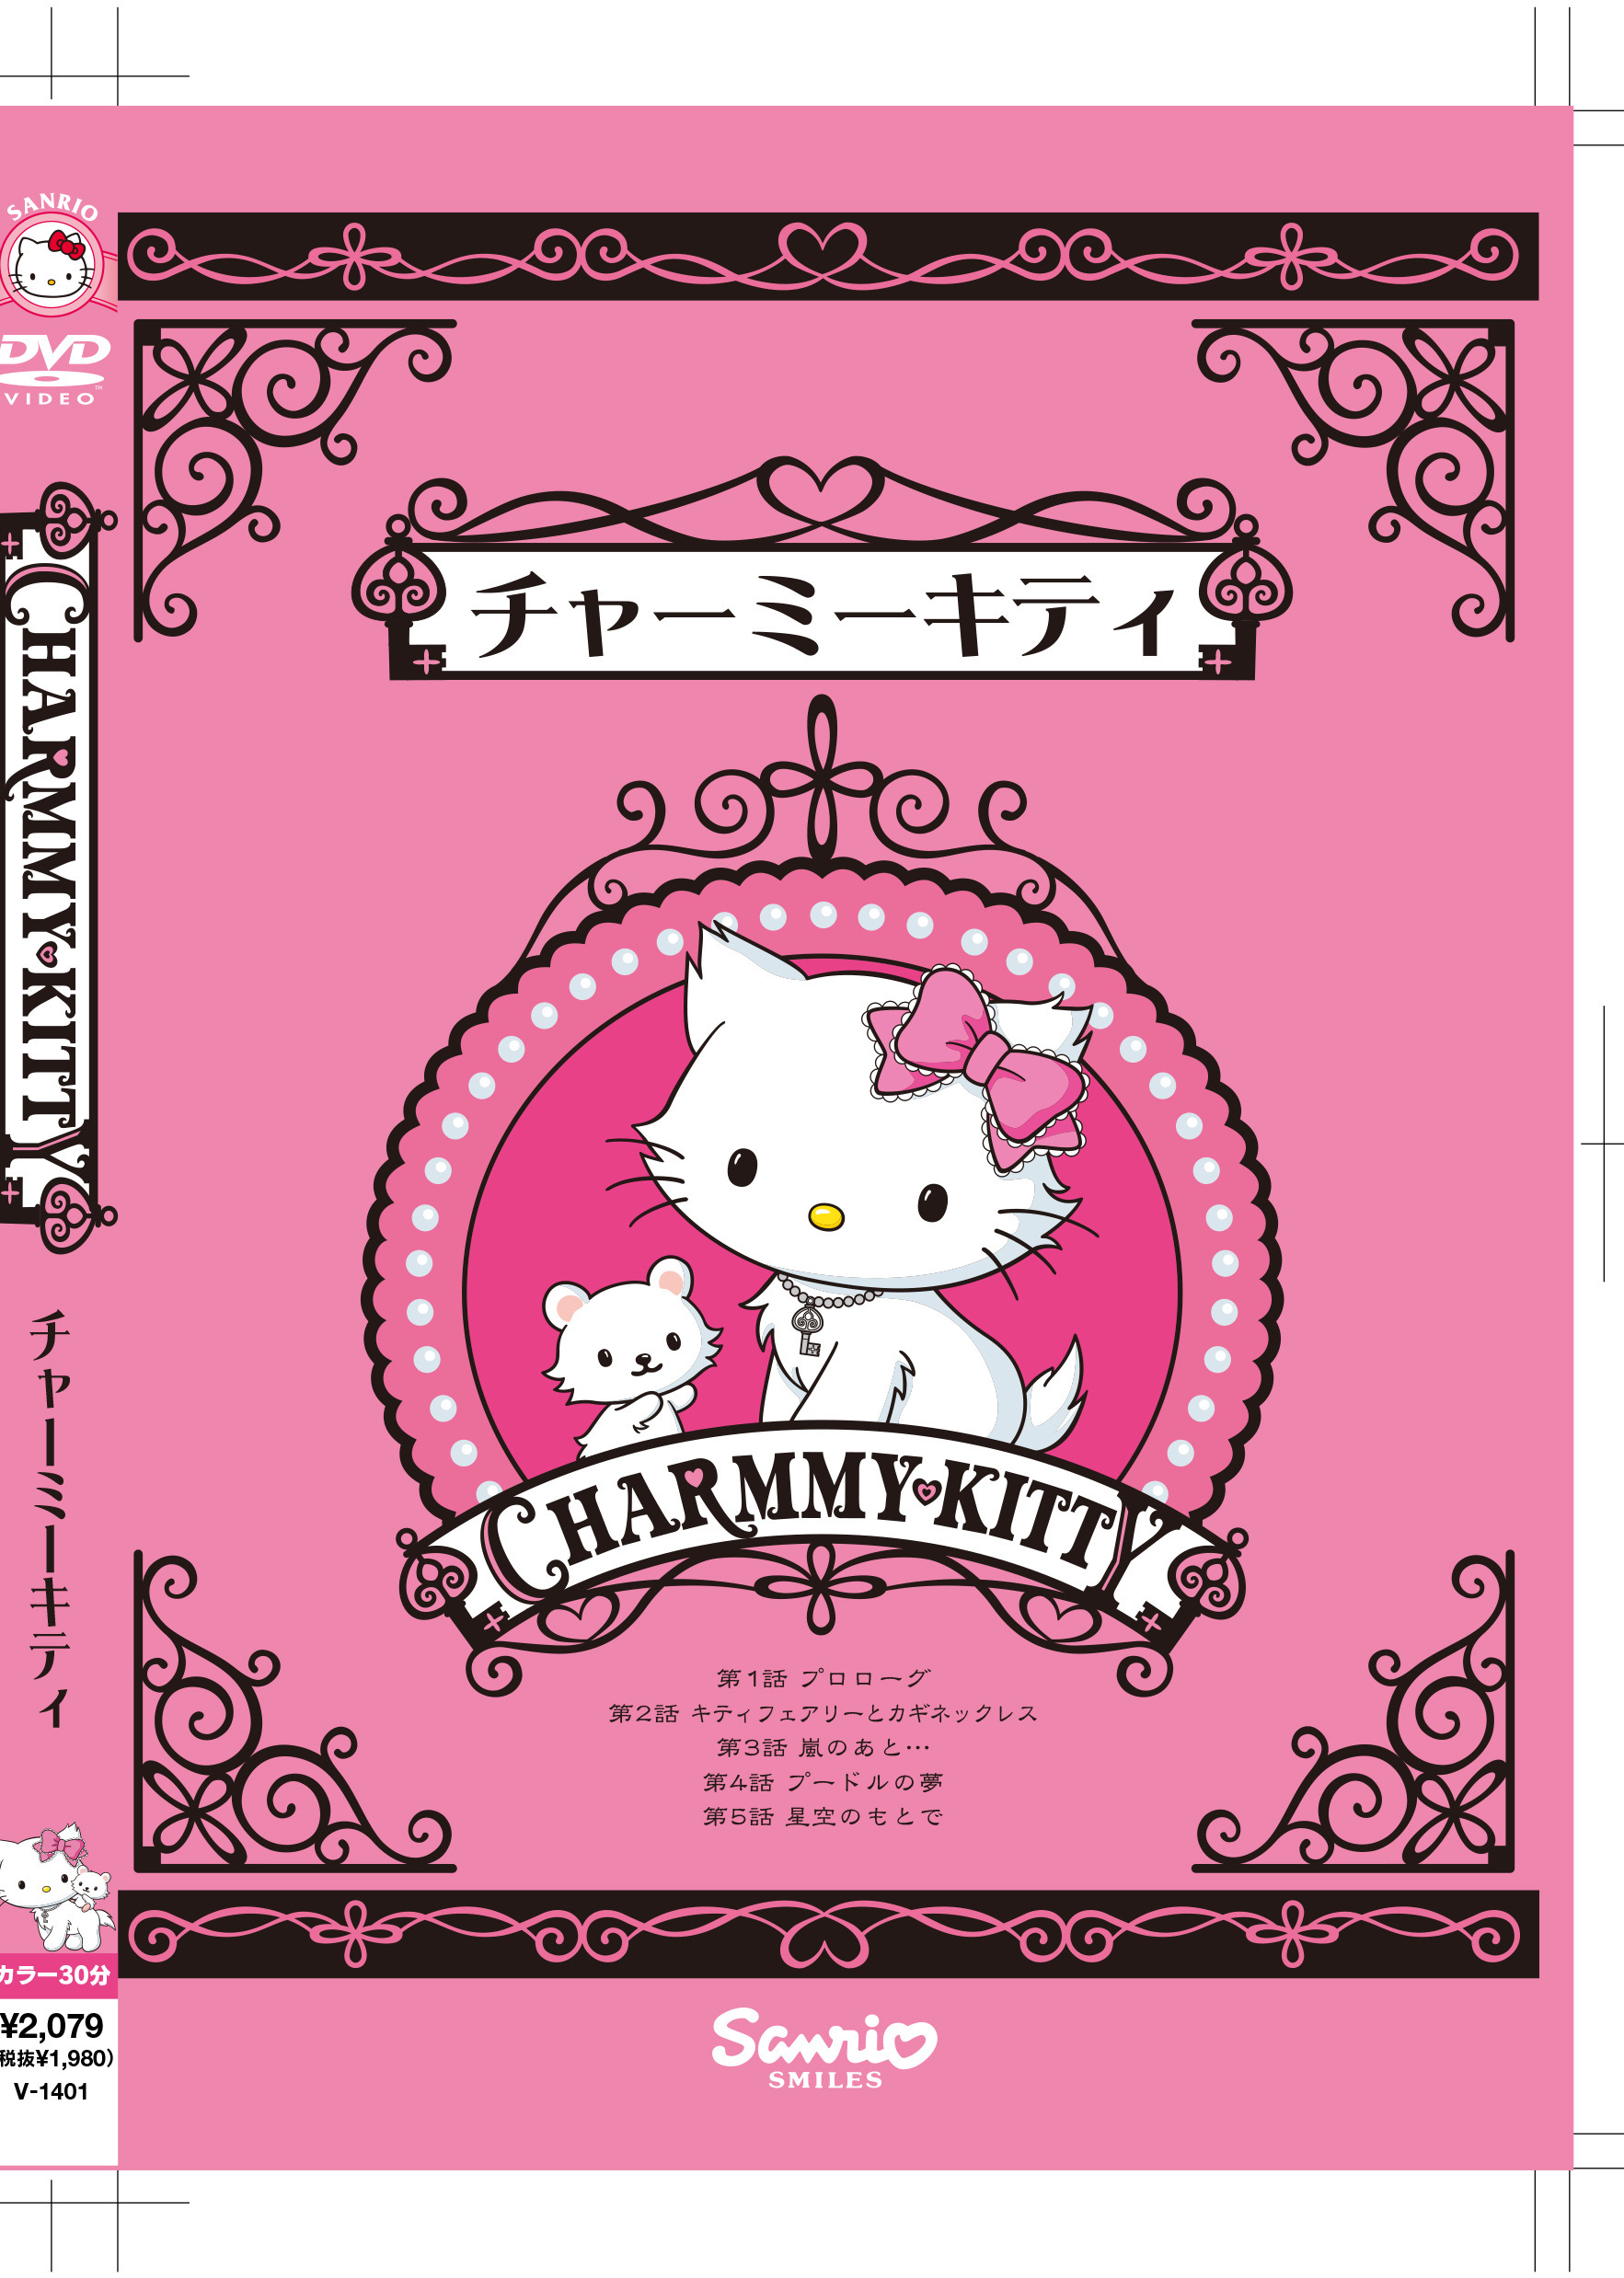 SANRIO
DVD
VIDEO
CHARMMY KITTY
チャーミーキティ
カラー30分
¥2,079
税抜¥1,980)
V-1401
チャーミーキティ
CHARMMY KITTY
第1話 プロローグ
第2話 キティフェアリーとカギネックレス
第3話 嵐のあと…
第4話 プードルの夢
第5話 星空のもとで
Sanrio
SMILES